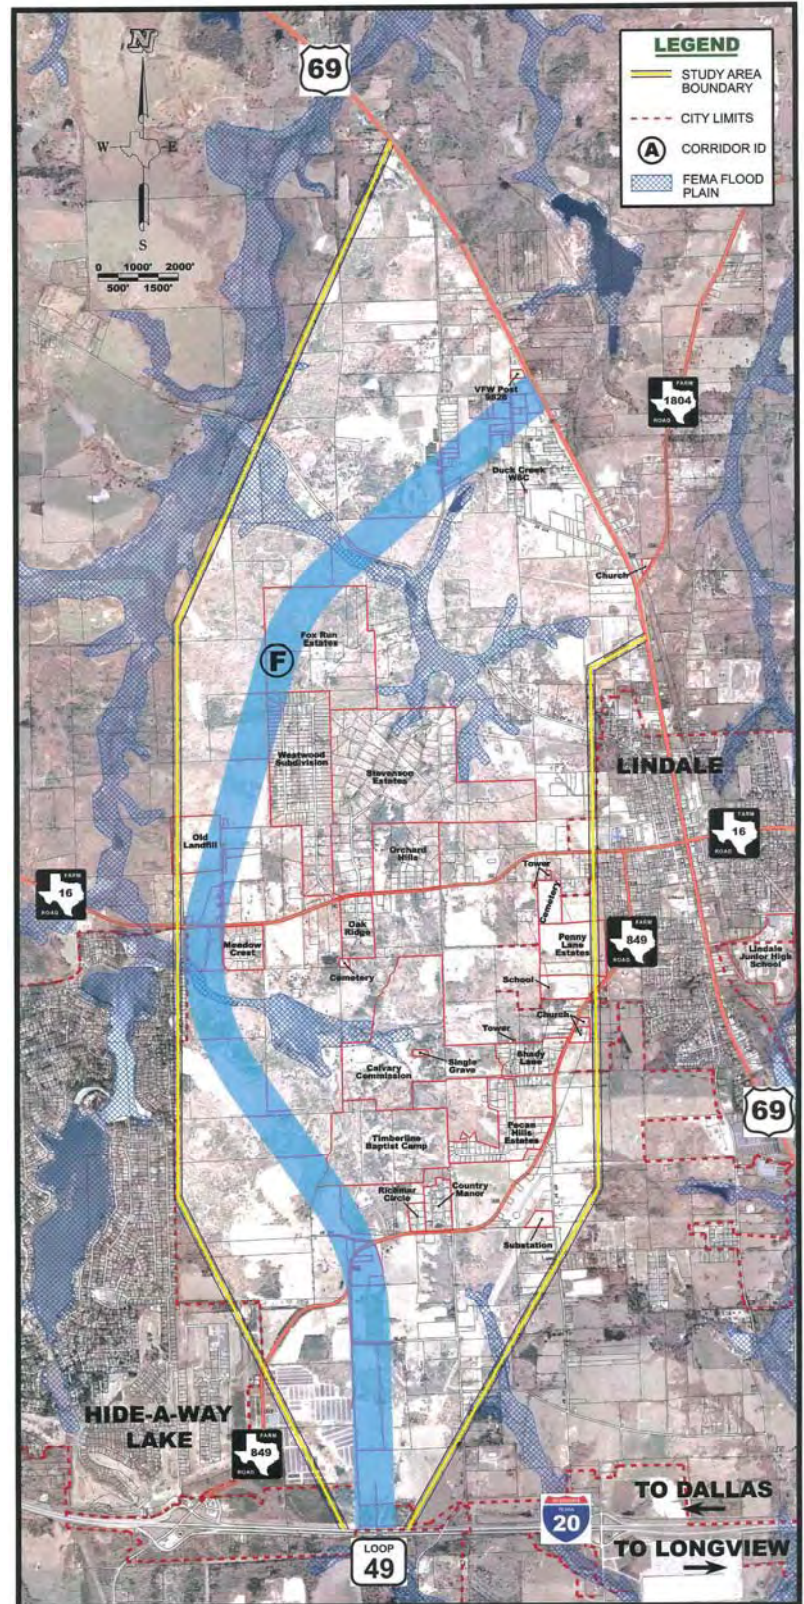 N
W
E
S
0 1000' 2000'
500' 1500'
69
LEGEND
STUDY AREA
BOUNDARY
CITY LIMITS
A
CORRIDOR ID
FEMA FLOOD
PLAIN
VFW Post
FARM
1804
ROAD
Duck Creek
WSC
Church
Fox Run
Estates
F
Westwood
Subdivision
Stevenson
Estates
LINDALE
Old
Landfill
Orchard
Hills
FARM
16
ROAD
Tower
FARM
16
ROAD
Cemetery
Oak
Ridge
Meadow
Crest
Penny
Lane
Estates
FARM
849
ROAD
Lindale
Junior High
School
Cemetery
School
Church
Tower
Shady
Lane
Single
Grave
Calvary
Commission
69
Timberline
Baptist Camp
Pecan
Hills
Estates
Richmar
Circle
Country
Manor
Substation
HIDE-A-WAY
LAKE
FARM
849
ROAD
TO DALLAS
TEXAS
20
TO LONGVIEW
LOOP
49